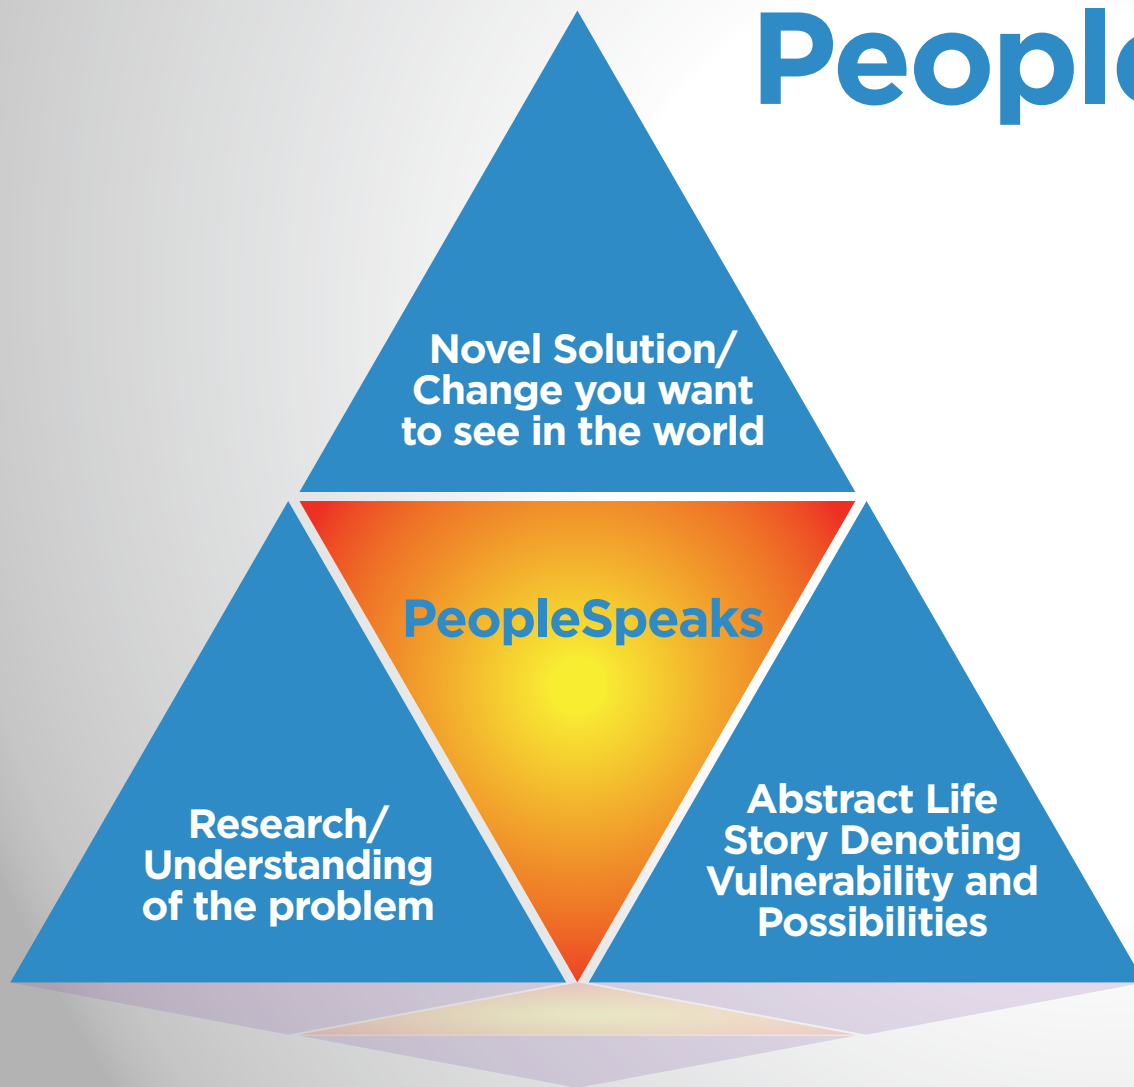 People
Novel Solution/
Change you want
to see in the world
PeopleSpeaks
Research/
Understanding
of the problem
Abstract Life
Story Denoting
Vulnerability and
Possibilities